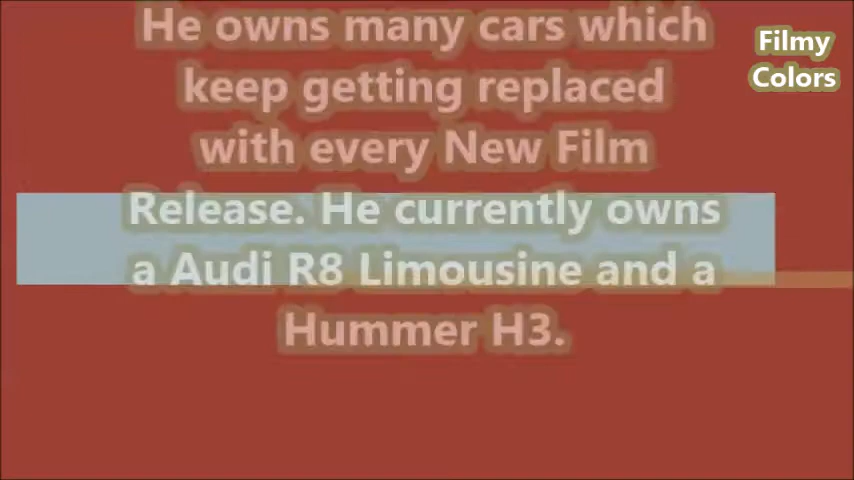 He owns many cars which
keep getting replaced
with every New Film
Release. He currently owns
a Audi R8 Limousine and a
Hummer H3.
Filmy
Colors